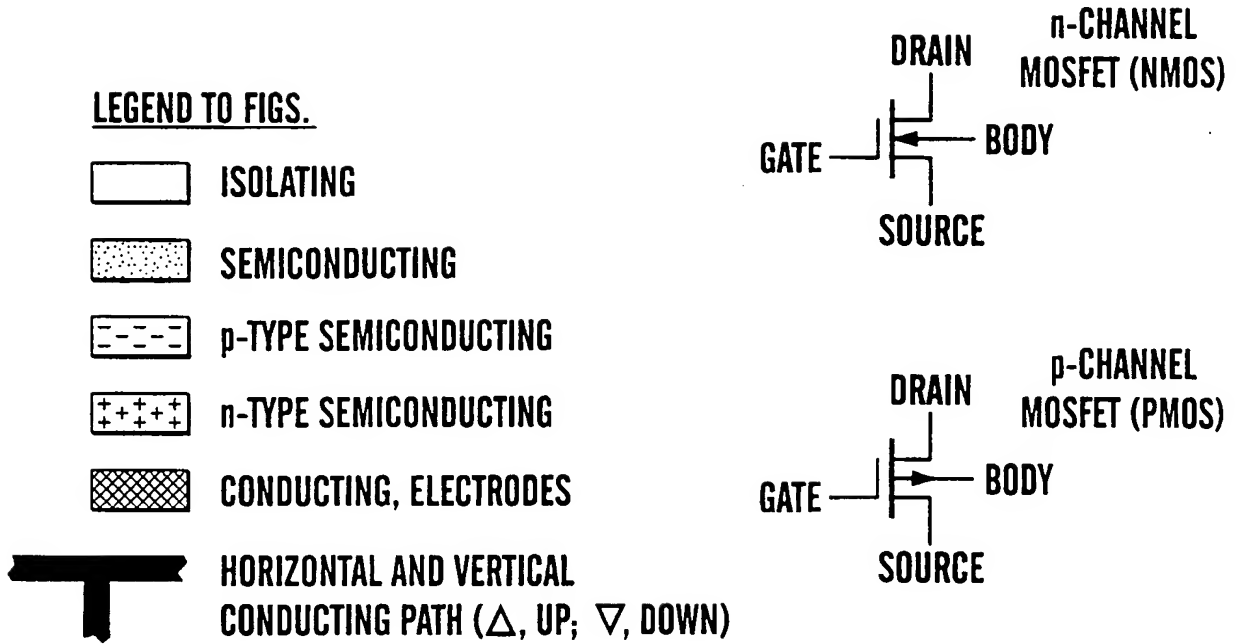 LEGEND TO FIGS.
ISOLATING
SEMICONDUCTING
p-TYPE SEMICONDUCTING
n-TYPE SEMICONDUCTING
CONDUCTING, ELECTRODES
HORIZONTAL AND VERTICAL
CONDUCTING PATH (△, UP; ▽, DOWN)
n-CHANNEL
MOSFET (NMOS)
DRAIN
GATE
BODY
SOURCE
p-CHANNEL
MOSFET (PMOS)
DRAIN
GATE
BODY
SOURCE